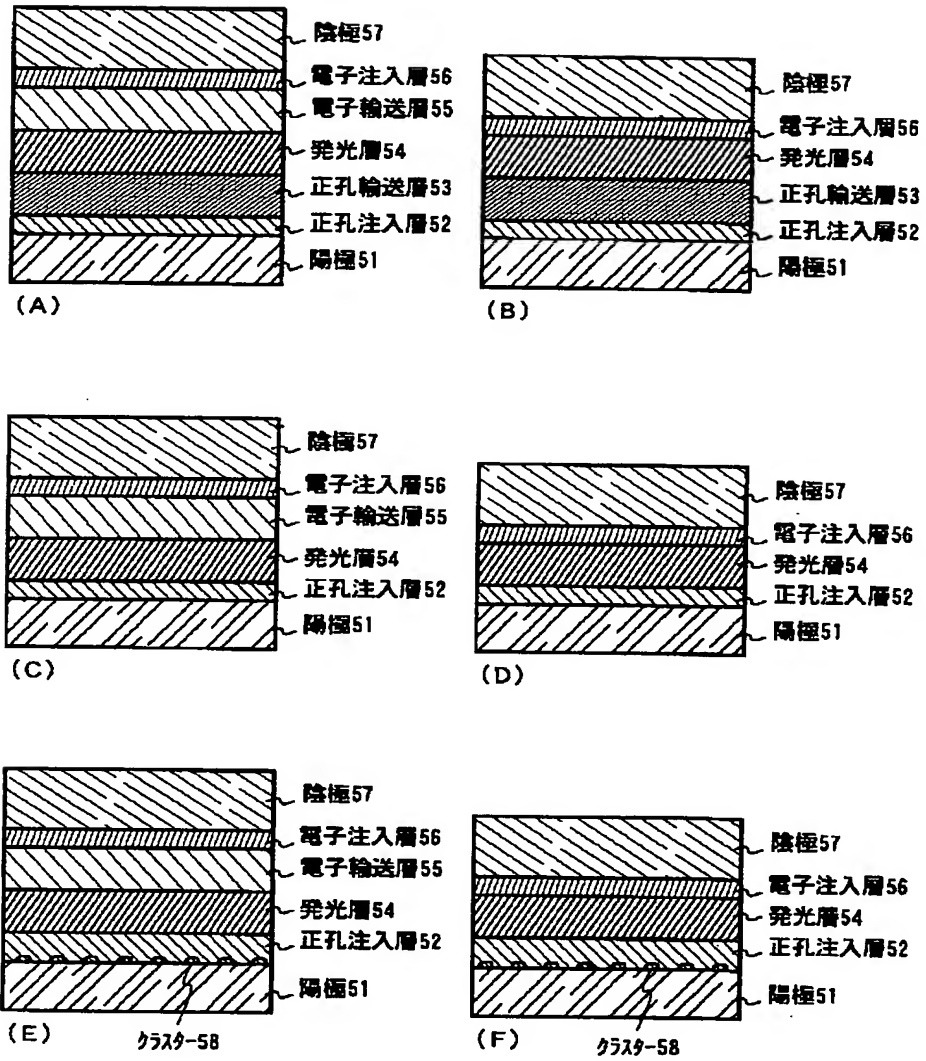 陰極57
電子注入層56
電子輸送層55
発光層54
正孔輸送層53
正孔注入層52
陽極51
(A)
陰極57
電子注入層56
発光層54
正孔輸送層53
正孔注入層52
陽極51
(B)
陰極57
電子注入層56
電子輸送層55
発光層54
正孔注入層52
陽極51
(C)
陰極57
電子注入層56
発光層54
正孔注入層52
陽極51
(D)
陰極57
電子注入層56
電子輸送層55
発光層54
正孔注入層52
陽極51
(E)
クラスター58
陰極57
電子注入層56
発光層54
正孔注入層52
陽極51
(F)
クラスター58